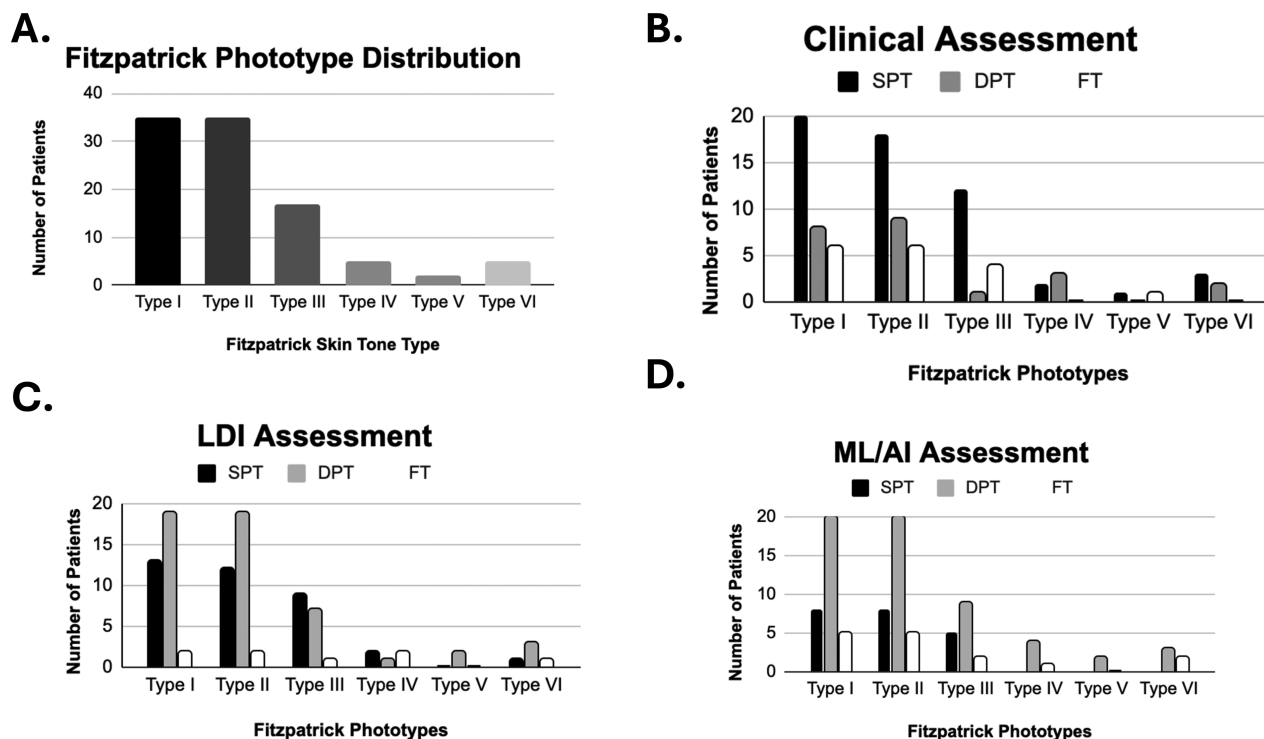 A.
Fitzpatrick Phototype Distribution
40
30
20
10
0
Number of Patients
Type I Type II Type III Type IV Type V Type VI
Fitzpatrick Skin Tone Type
B.
Clinical Assessment
SPT DPT FT
20
15
10
5
0
Number of Patients
Type I Type II Type III Type IV Type V Type VI
Fitzpatrick Phototypes
C.
LDI Assessment
SPT DPT FT
20
15
10
5
0
Number of Patients
Type I Type II Type III Type IV Type V Type VI
Fitzpatrick Phototypes
D.
ML/AI Assessment
SPT DPT FT
20
15
10
5
0
Number of Patients
Type I Type II Type III Type IV Type V Type VI
Fitzpatrick Phototypes